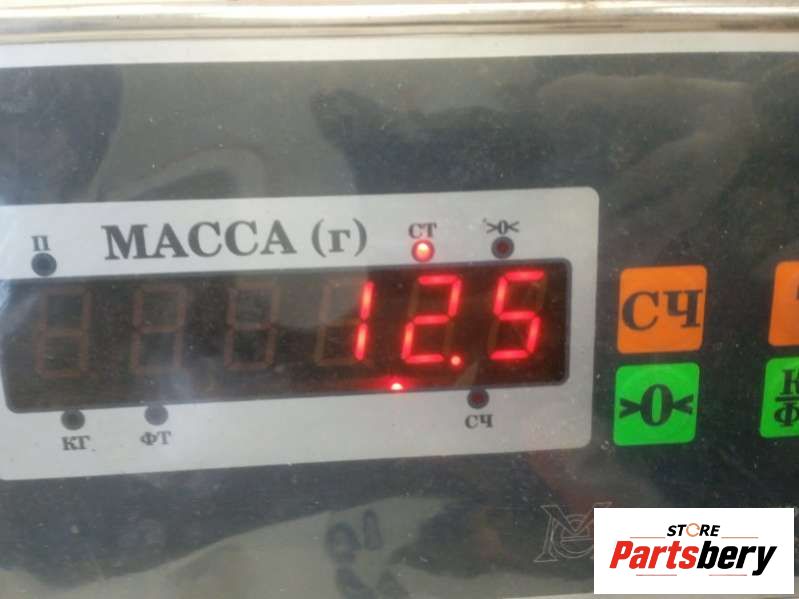 П МАССА (г) СТ >0<
12.5
КГ ФТ СЧ
СЧ
>0<
STORE
Partsbery